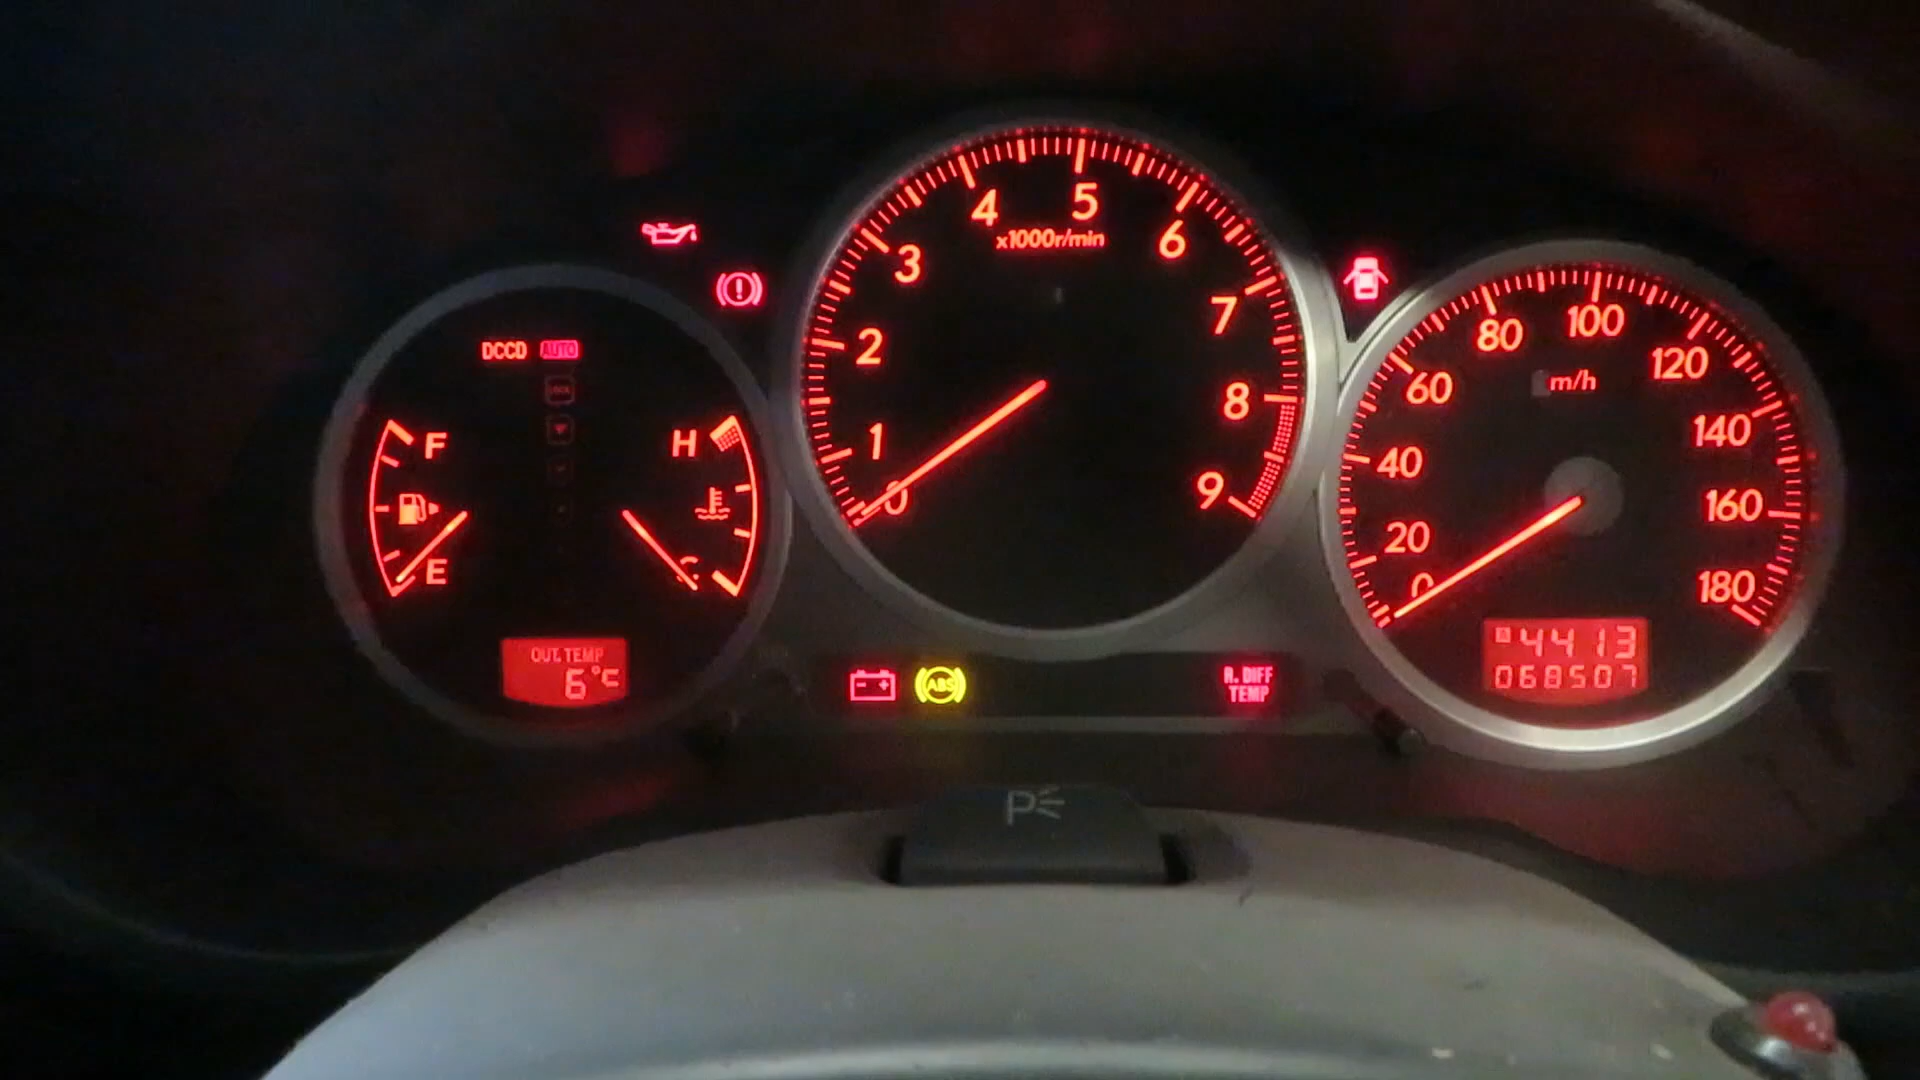 DCCD AUTO
F
E
H
C
OUT.TEMP
6°C
0
1
2
3
4
5
6
7
8
9
x1000r/min
0
20
40
60
80
100
120
140
160
180
m/h
4413
068507
ABS
R.DIFF
TEMP
P